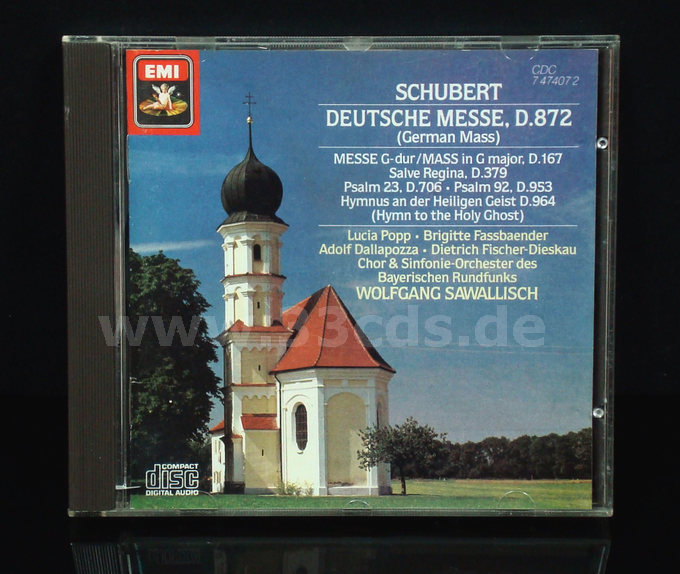 EMI
CDC
7 47407 2
SCHUBERT
DEUTSCHE MESSE, D.872
(German Mass)
MESSE G-dur/MASS in G major, D.167
Salve Regina, D.379
Psalm 23, D.706 • Psalm 92, D.953
Hymnus an der Heiligen Geist D.964
(Hymn to the Holy Ghost)
Lucia Popp • Brigitte Fassbaender
Adolf Dallapozza • Dietrich Fischer-Dieskau
Chor & Sinfonie-Orchester des
Bayerischen Rundfunks
WOLFGANG SAWALLISCH
www.33cds.de
COMPACT
disc
DIGITAL AUDIO